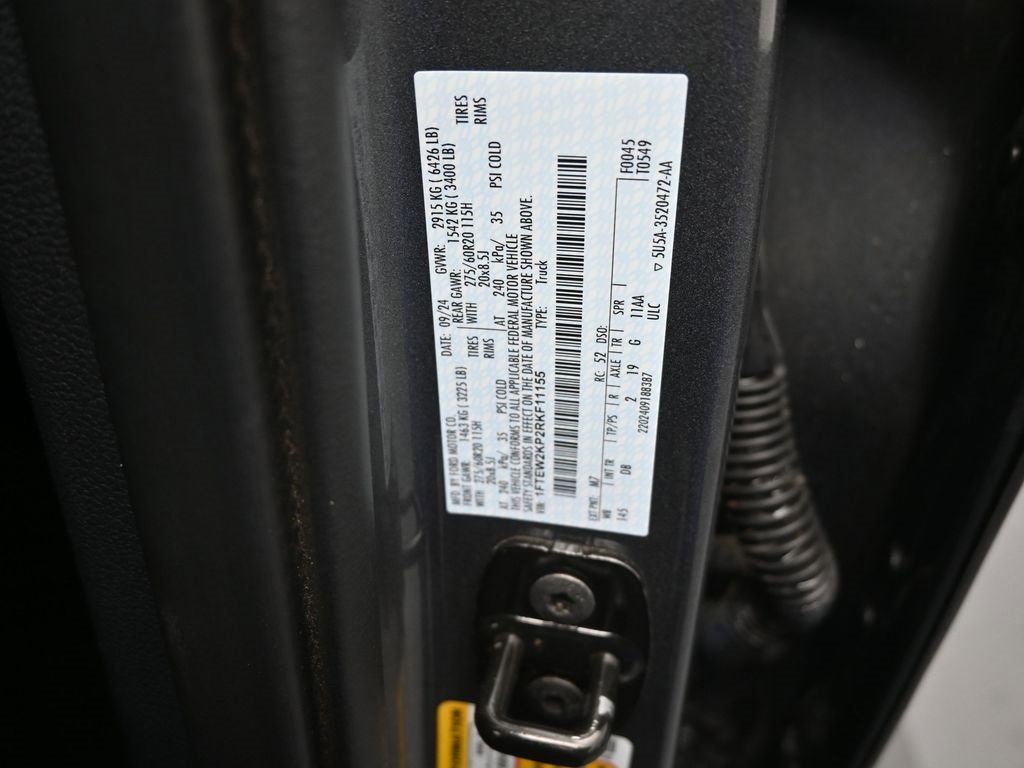 MFD. BY FORD MOTOR CO. DATE: 09/24 GVWR: 2915 KG ( 6426 LB)
FRONT GAWR: 1463 KG ( 3225 LB) REAR GAWR: 1542 KG ( 3400 LB)
WITH 275/60R20 115H TIRES WITH 275/60R20 115H TIRES
20x8.5J RIMS 20x8.5J RIMS
AT 240 kPa/ 35 PSI COLD AT 240 kPa/ 35 PSI COLD
THIS VEHICLE CONFORMS TO ALL APPLICABLE FEDERAL MOTOR VEHICLE
SAFETY STANDARDS IN EFFECT ON THE DATE OF MANUFACTURE SHOWN ABOVE.
VIN: 1FTEW2KP2RKF11155 TYPE: Truck
F0045
T0549
EXT PNT: M7 RC: 52 DSO:
WB INT TR TP/PS R AXLE TR SPR
145 DB 2 19 G 11AA
2202409188387 ULC
▽ 5U5A-3520472-AA